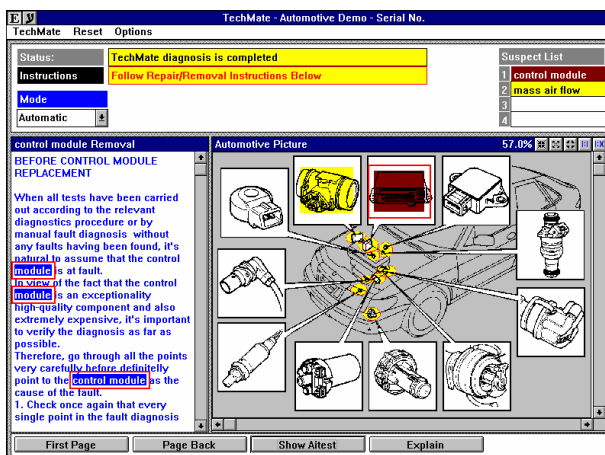 TechMate - Automotive Demo - Serial No.
TechMate Reset Options
Status:
TechMate diagnosis is completed
Instructions
Follow Repair/Removal Instructions Below
Mode
Automatic
Suspect List
1 control module
2 mass air flow
3
4
control module Removal
BEFORE CONTROL MODULE
REPLACEMENT
When all tests have been carried
out according to the relevant
diagnostics procedure or by
manual fault diagnosis without
any faults having been found, it's
natural to assume that the control
module is at fault.
In view of the fact that the control
module is an exceptionality
high-quality component and also
extremely expensive, it's important
to verify the diagnosis as far as
possible.
Therefore, go through all the points
very carefully before definitelly
point to the control module as the
cause of the fault.
1. Check once again that every
single point in the fault diagnosis
Automotive Picture
57.0%
First Page
Page Back
Show Aitest
Explain